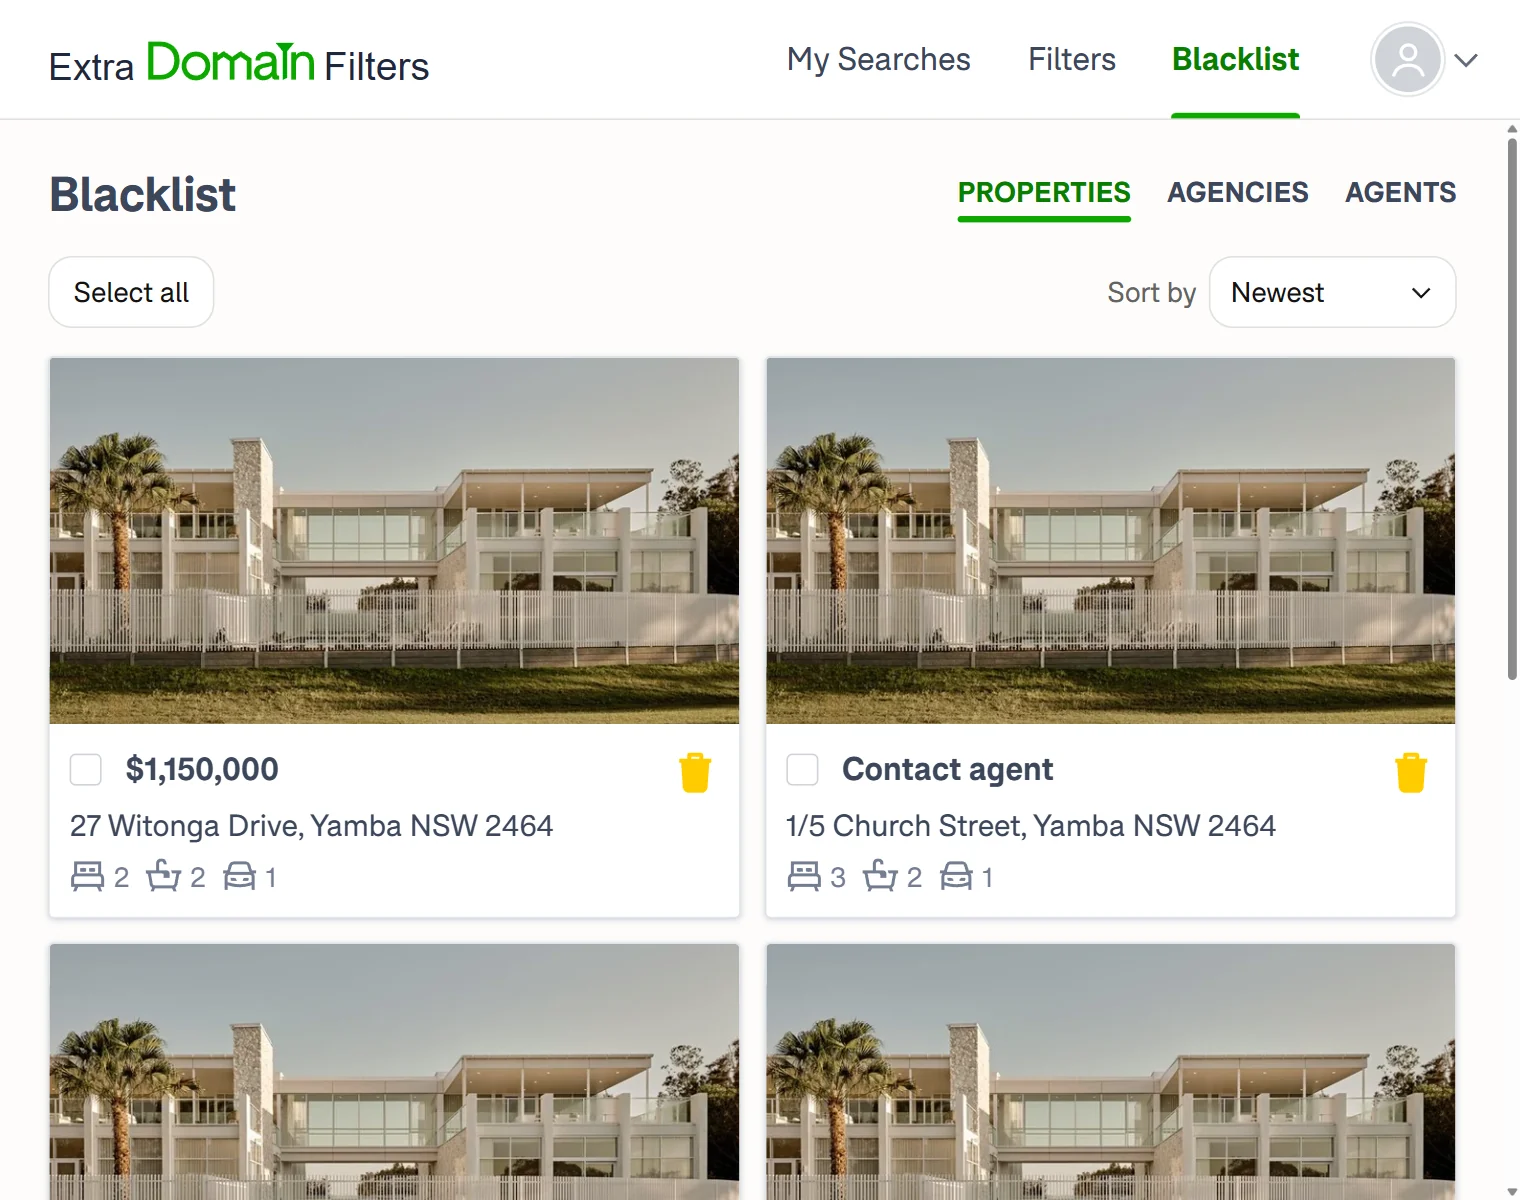 Extra Domain Filters
My Searches
Filters
Blacklist
Blacklist
PROPERTIES
AGENCIES
AGENTS
Select all
Sort by
Newest
$1,150,000
27 Witonga Drive, Yamba NSW 2464
2 2 1
Contact agent
1/5 Church Street, Yamba NSW 2464
3 2 1